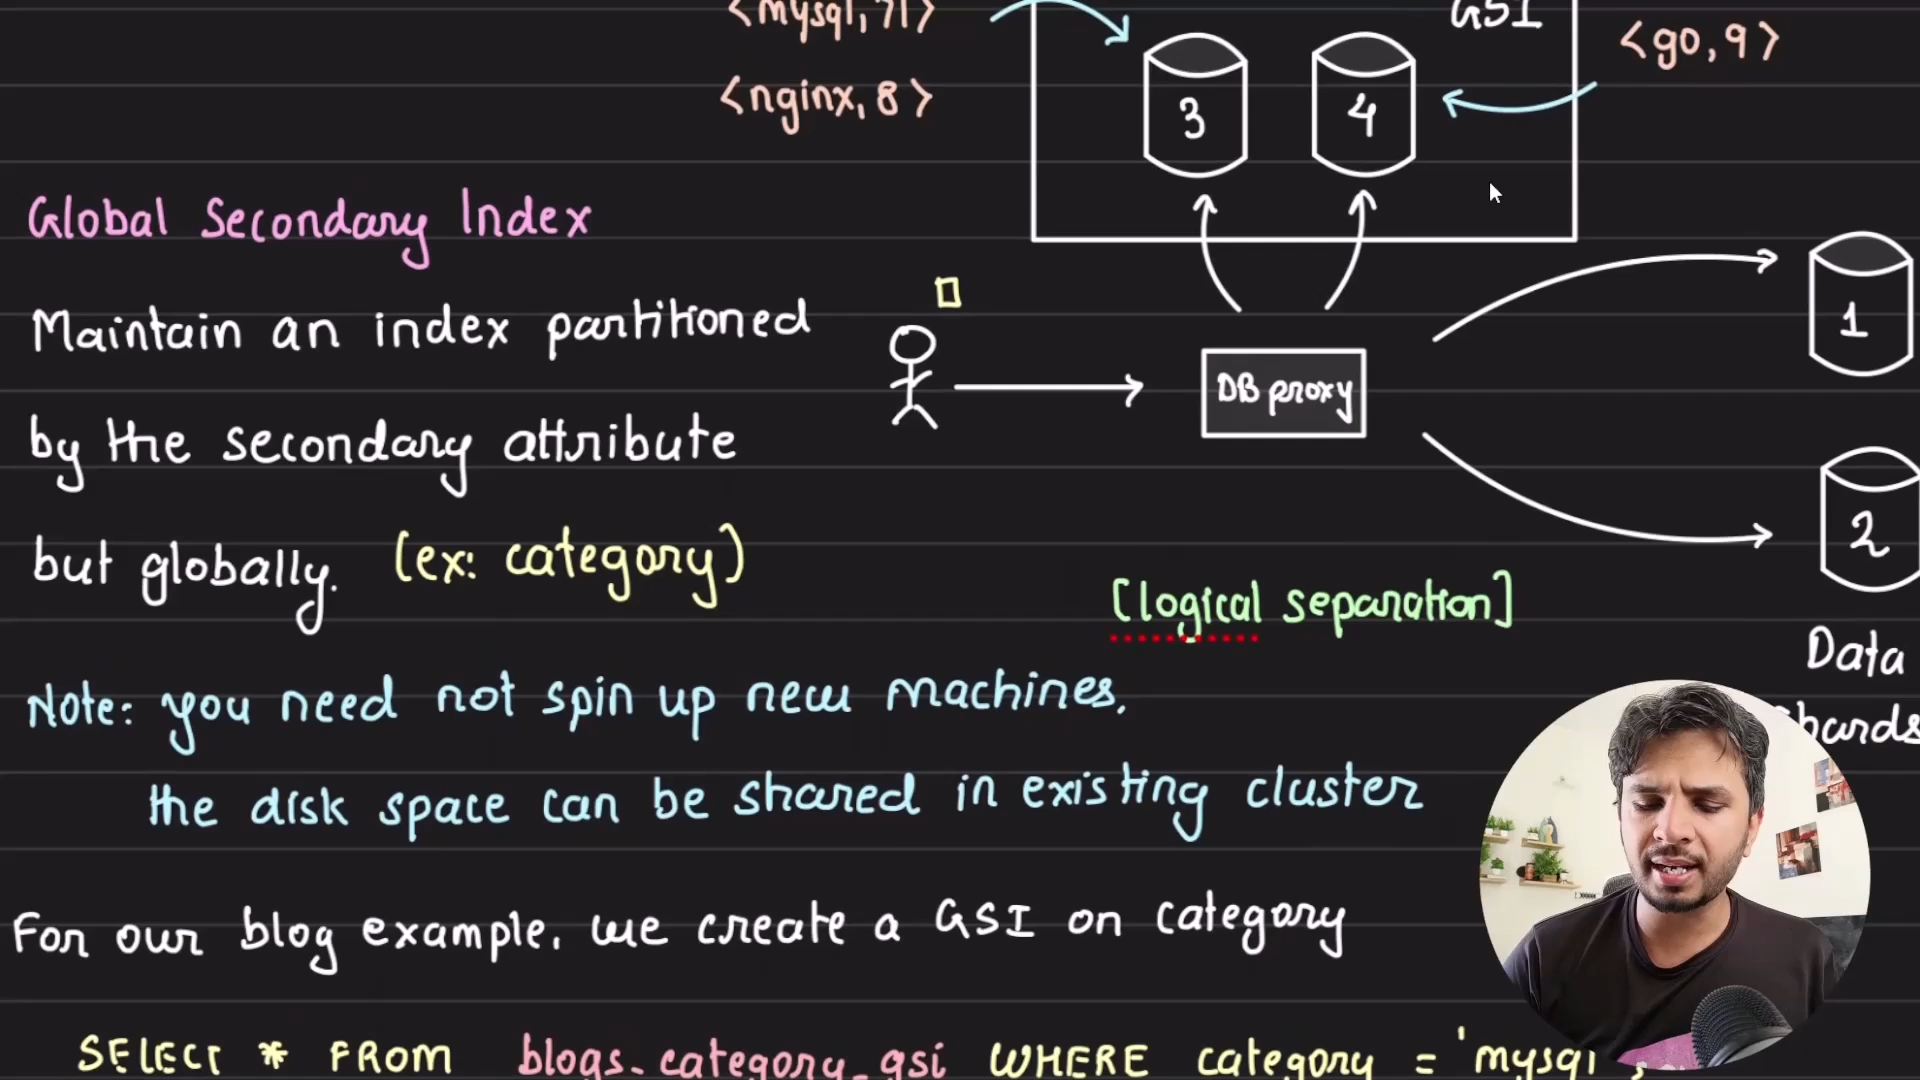 <mysql, 71>
GSI
<go, 9>
<nginx, 8>
3
4
Global Secondary Index
Maintain an index partitioned
by the secondary attribute
but globally. (ex: category)
DB proxy
1
2
[logical separation]
Data
Note: you need not spin up new machines.
the disk space can be shared in existing cluster
For our blog example, we create a GSI on category
SELECT * FROM blogs_category_gsi WHERE category = 'mysql';